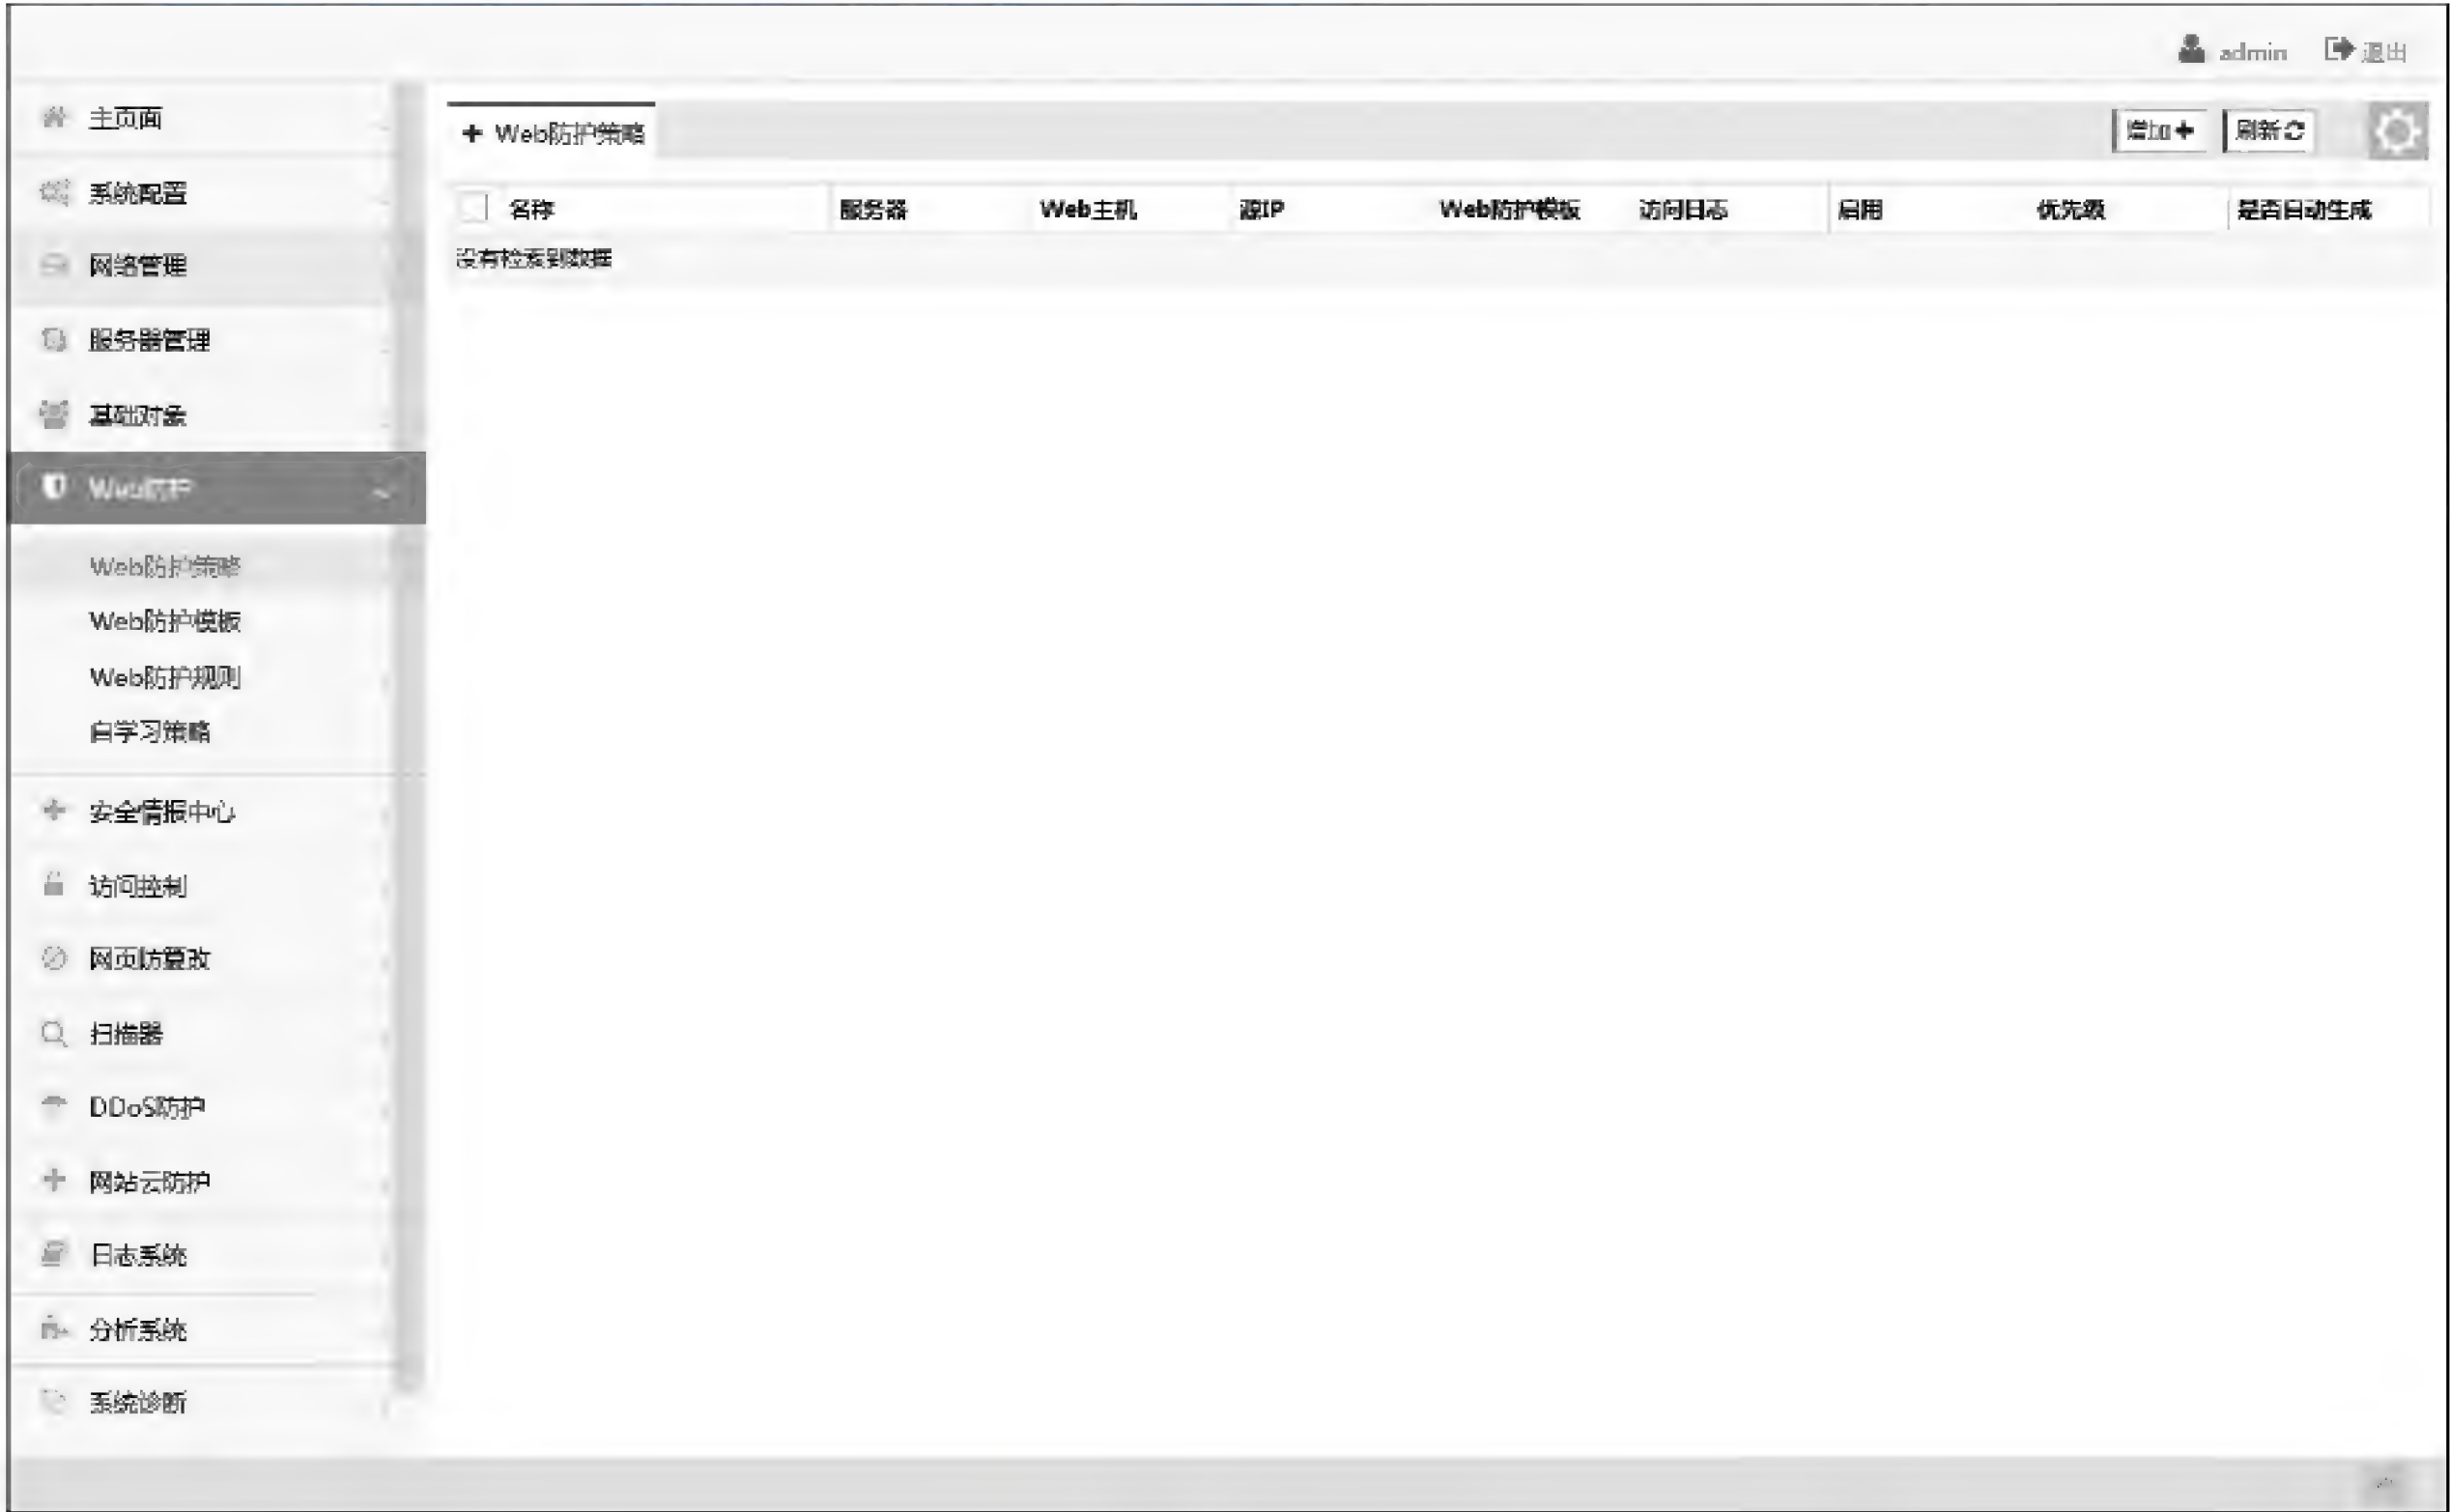 admin 退出
主页面
系统配置
网络管理
服务器管理
基础对象
Web防护
Web防护策略
Web防护模板
Web防护规则
自学习策略
安全情报中心
访问控制
网页防篡改
扫描器
DDoS防护
网站云防护
日志系统
分析系统
系统诊断
Web防护策略 增加 刷新
名称 服务器 Web主机 源IP Web防护模板 访问日志 启用 优先级 是否自动生成
没有检索到数据